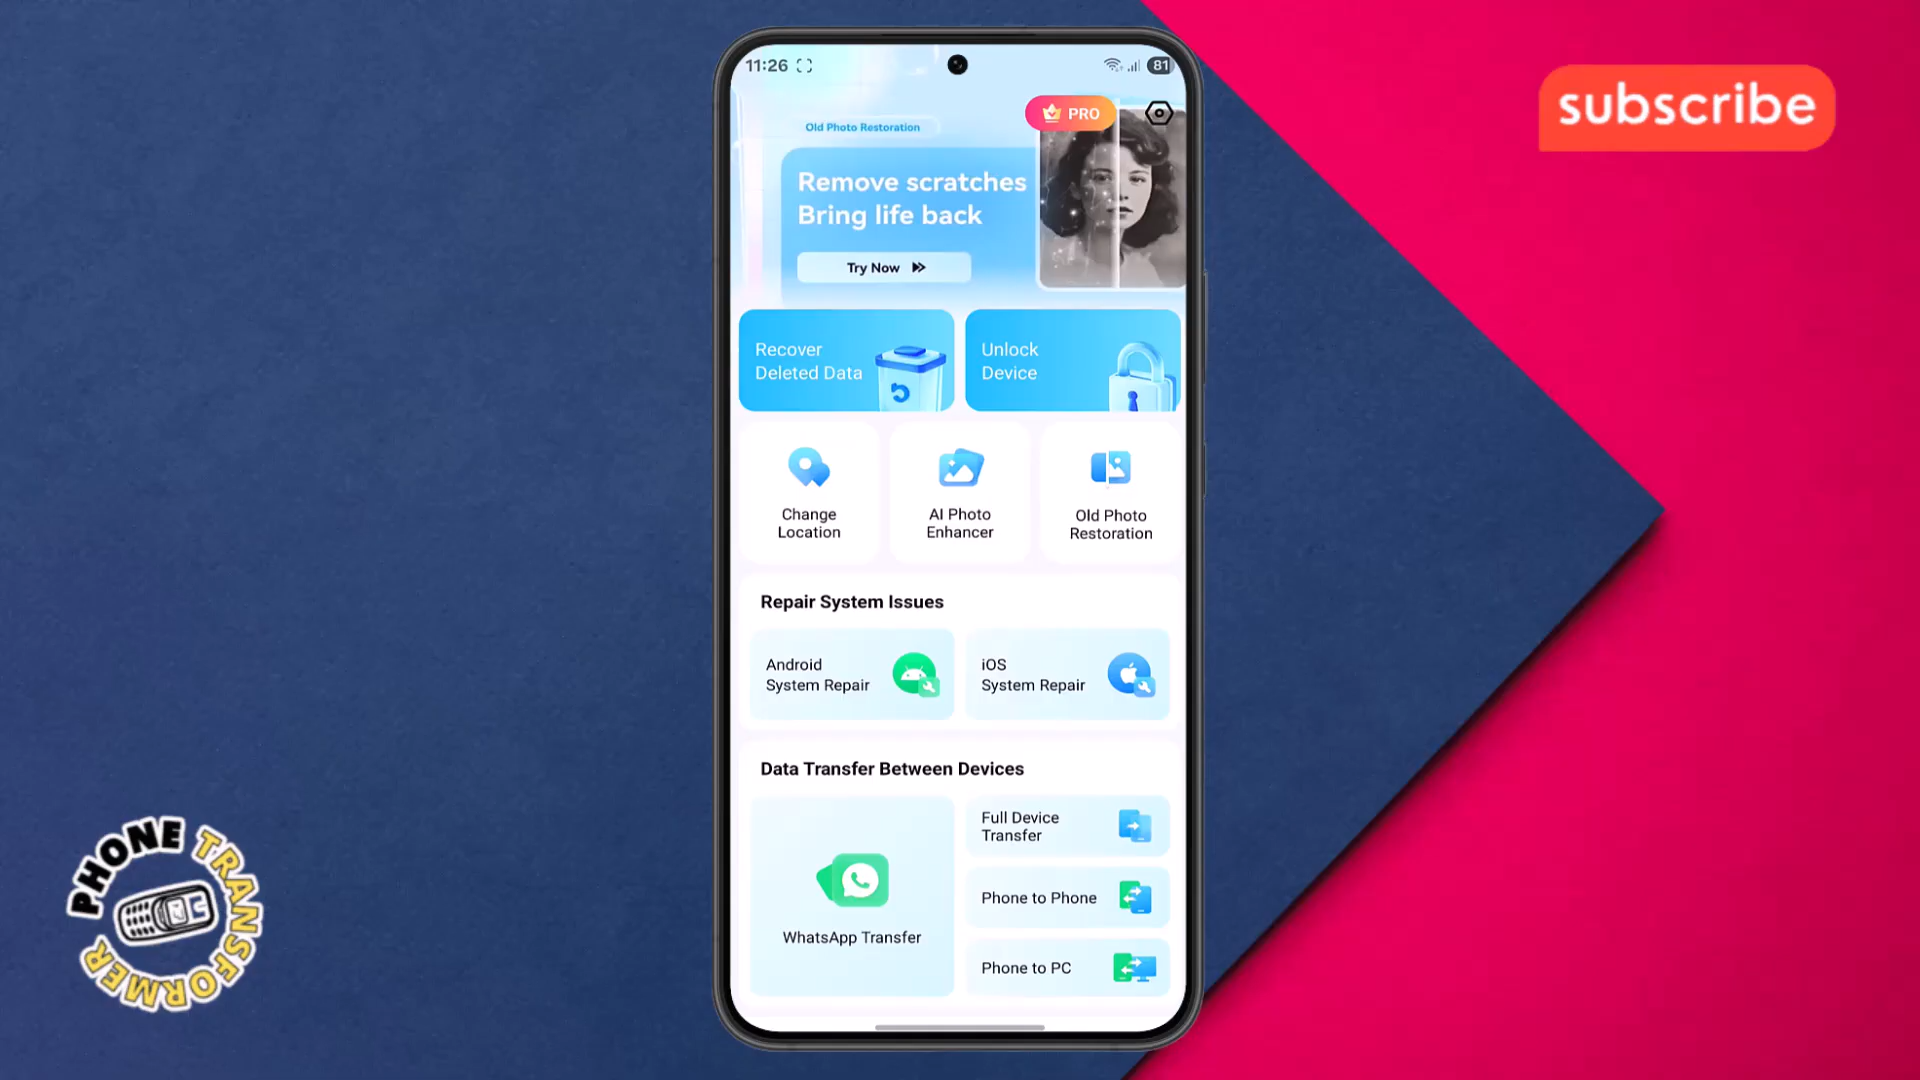 11:26
81
PRO
Old Photo Restoration
Remove scratches
Bring life back
Try Now
Recover
Deleted Data
Unlock
Device
Change
Location
AI Photo
Enhancer
Old Photo
Restoration
Repair System Issues
Android
System Repair
iOS
System Repair
Data Transfer Between Devices
WhatsApp Transfer
Full Device
Transfer
Phone to Phone
Phone to PC
subscribe
PHONE TRANSFORMER